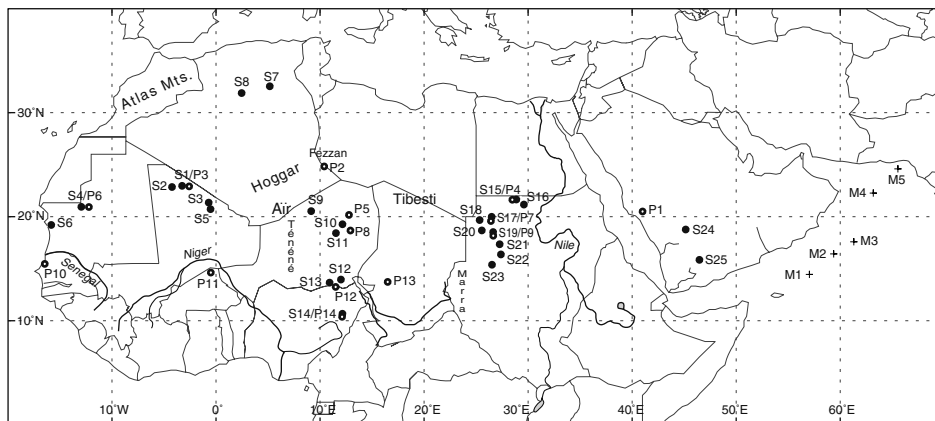 Atlas Mts.
S8 S7
30°N
Fezzan
P2
S1/P3
S2
Hoggar
S15/P4
S16
S4/P6
S3
S9
P5
Tibesti
P1
M5
M4
20°N
S5
Aïr
S10
S18
S17/P7
S6
P8
S20
S19/P9
S24
S11
Ténéné
S21
Nile
M3
Niger
S22
M2
P10
Senegal
S12
S23
S25
M1
P11
S13
P12
P13
Marra
S14/P14
10°N
10°W 0° 10°E 20°E 30°E 40°E 50°E 60°E